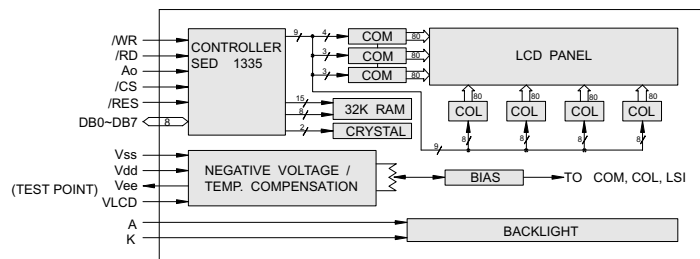 /WR
/RD
Ao
/CS
/RES
DB0~DB7
8
CONTROLLER
SED 1335
9
4
3
3
COM
COM
COM
80
80
80
LCD PANEL
80
80
80
80
COL
COL
COL
COL
8
8
8
8
9
15
8
2
32K RAM
CRYSTAL
Vss
Vdd
(TEST POINT)
Vee
VLCD
NEGATIVE VOLTAGE /
TEMP. COMPENSATION
BIAS
TO COM, COL, LSI
A
K
BACKLIGHT